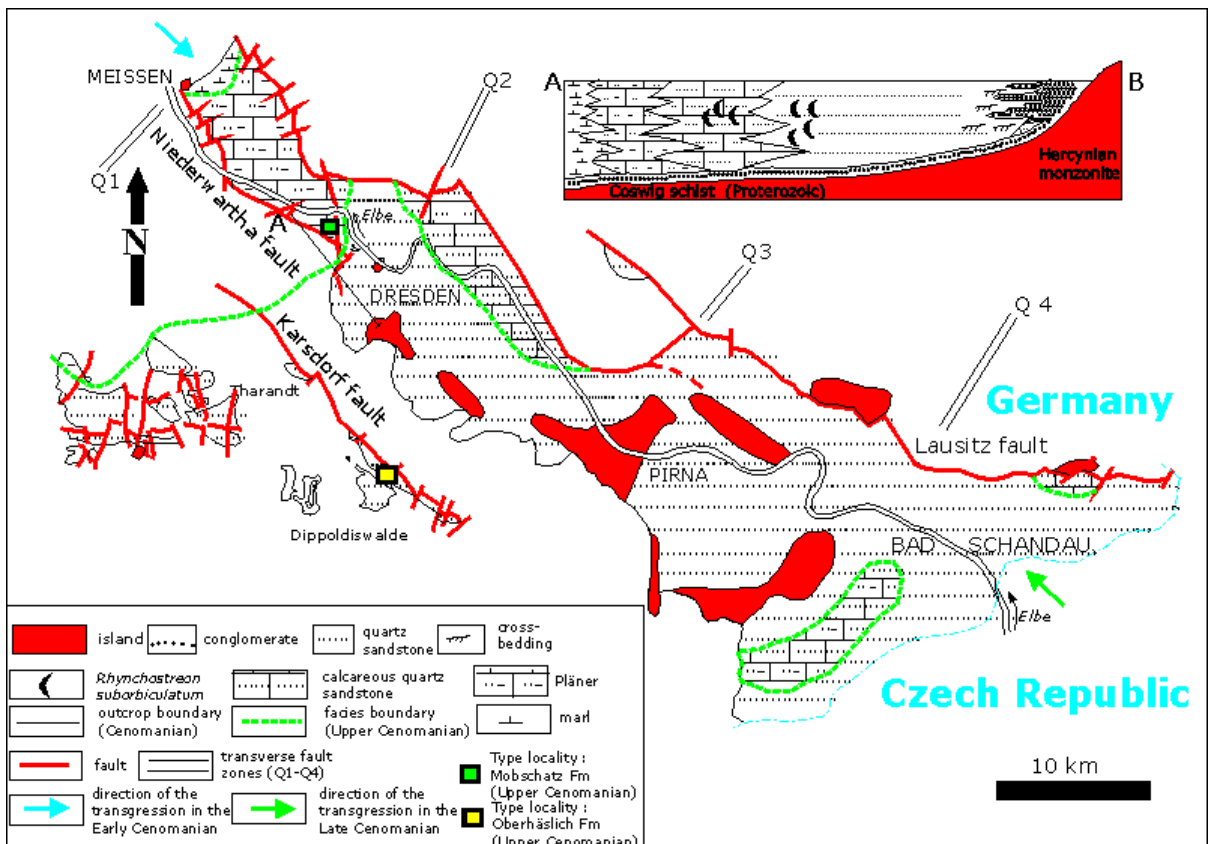 MEISSEN
Q1
Q2
A
B
Hercynian
monzonite
Coswig schist (Proterozoic)
Niederwartha fault
N
A
Elbe
Q3
DRESDEN
Karsdorf fault
Q 4
Tharandt
Germany
Lausitz fault
PIRNA
Dippoldiswalde
BAD SCHANDAU
Elbe
Czech Republic
10 km
island
conglomerate
quartz
sandstone
cross-
bedding
Rhynchostreon
suborbiculatum
calcareous quartz
sandstone
Pläner
outcrop boundary
(Cenomanian)
facies boundary
(Upper Cenomanian)
marl
fault
transverse fault
zones (Q1-Q4)
Type locality :
Mobschatz Fm
(Upper Cenomanian)
direction of the
transgression in the
Early Cenomanian
direction of the
transgression in the
Late Cenomanian
Type locality :
Oberhäslich Fm
(Upper Cenomanian)